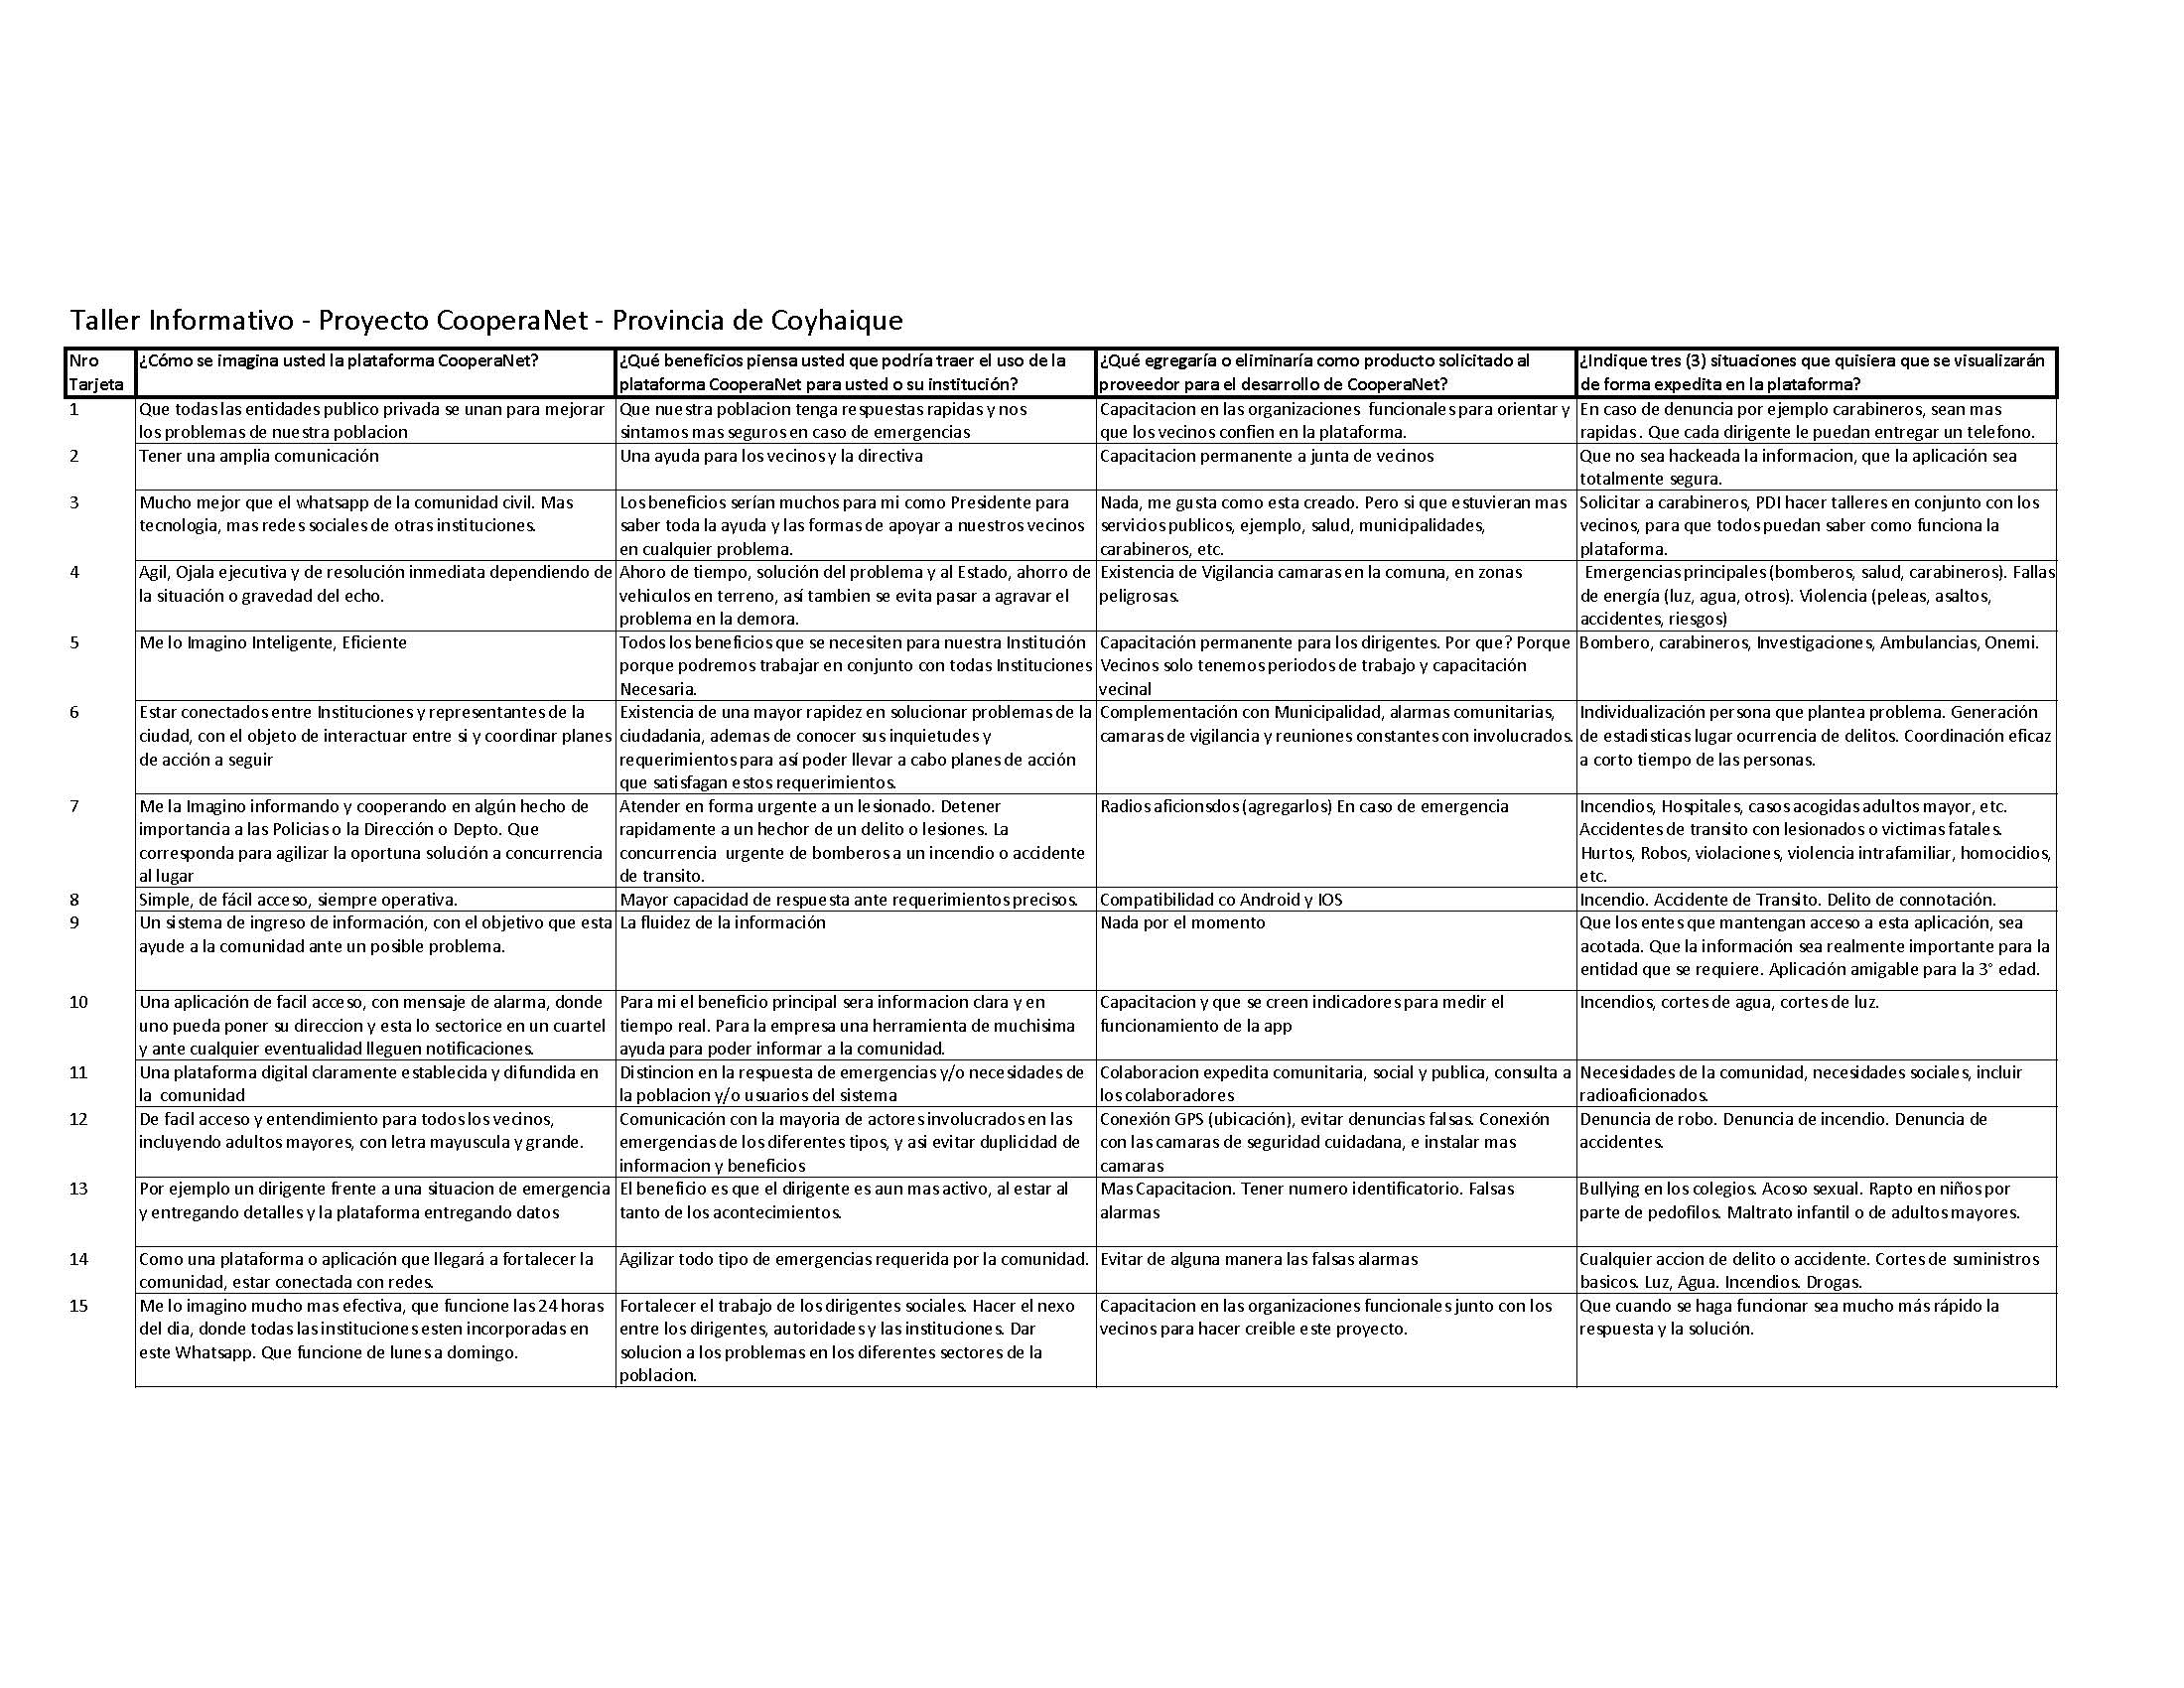 Taller Informativo - Proyecto CooperaNet - Provincia de Coyhaique
Nro
Tarjeta
¿Cómo se imagina usted la plataforma CooperaNet?
¿Qué beneficios piensa usted que podría traer el uso de la
plataforma CooperaNet para usted o su institución?
¿Qué egregaría o eliminaría como producto solicitado al
proveedor para el desarrollo de CooperaNet?
¿Indique tres (3) situaciones que quisiera que se visualizarán
de forma expedita en la plataforma?
1
Que todas las entidades publico privada se unan para mejorar
los problemas de nuestra poblacion
Que nuestra poblacion tenga respuestas rapidas y nos
sintamos mas seguros en caso de emergencias
Capacitacion en las organizaciones funcionales para orientar y
que los vecinos confien en la plataforma.
En caso de denuncia por ejemplo carabineros, sean mas
rapidas. Que cada dirigente le puedan entregar un telefono.
2
Tener una amplia comunicación
Una ayuda para los vecinos y la directiva
Capacitacion permanente a junta de vecinos
Que no sea hackeada la informacion, que la aplicación sea
totalmente segura.
3
Mucho mejor que el whatsapp de la comunidad civil. Mas
tecnologia, mas redes sociales de otras instituciones.
Los beneficios serían muchos para mi como Presidente para
saber toda la ayuda y las formas de apoyar a nuestros vecinos
en cualquier problema.
Nada, me gusta como esta creado. Pero si que estuvieran mas
servicios publicos, ejemplo, salud, municipalidades,
carabineros, etc.
Solicitar a carabineros, PDI hacer talleres en conjunto con los
vecinos, para que todos puedan saber como funciona la
plataforma.
4
Agil, Ojala ejecutiva y de resolución inmediata dependiendo de
la situación o gravedad del echo.
Ahoro de tiempo, solución del problema y al Estado, ahorro de
vehiculos en terreno, así tambien se evita pasar a agravar el
problema en la demora.
Existencia de Vigilancia camaras en la comuna, en zonas
peligrosas.
Emergencias principales (bomberos, salud, carabineros). Fallas
de energía (luz, agua, otros). Violencia (peleas, asaltos,
accidentes, riesgos)
5
Me lo Imagino Inteligente, Eficiente
Todos los beneficios que se necesiten para nuestra Institución
porque podremos trabajar en conjunto con todas Instituciones
Necesaria.
Capacitación permanente para los dirigentes. Por que? Porque
Vecinos solo tenemos periodos de trabajo y capacitación
vecinal
Bombero, carabineros, Investigaciones, Ambulancias, Onemi.
6
Estar conectados entre Instituciones y representantes de la
ciudad, con el objeto de interactuar entre si y coordinar planes
de acción a seguir
Existencia de una mayor rapidez en solucionar problemas de la
ciudadania, ademas de conocer sus inquietudes y
requerimientos para así poder llevar a cabo planes de acción
que satisfagan estos requerimientos.
Complementación con Municipalidad, alarmas comunitarias,
camaras de vigilancia y reuniones constantes con involucrados.
Individualización persona que plantea problema. Generación
de estadisticas lugar ocurrencia de delitos. Coordinación eficaz
a corto tiempo de las personas.
7
Me la Imagino informando y cooperando en algún hecho de
importancia a las Policias o la Dirección o Depto. Que
corresponda para agilizar la oportuna solución a concurrencia
al lugar
Atender en forma urgente a un lesionado. Detener
rapidamente a un hechor de un delito o lesiones. La
concurrencia urgente de bomberos a un incendio o accidente
de transito.
Radios aficionsdos (agregarlos) En caso de emergencia
Incendios, Hospitales, casos acogidas adultos mayor, etc.
Accidentes de transito con lesionados o victimas fatales.
Hurtos, Robos, violaciones, violencia intrafamiliar, homocidios,
etc.
8
Simple, de fácil acceso, siempre operativa.
Mayor capacidad de respuesta ante requerimientos precisos.
Compatibilidad co Android y IOS
Incendio. Accidente de Transito. Delito de connotación.
9
Un sistema de ingreso de información, con el objetivo que esta
ayude a la comunidad ante un posible problema.
La fluidez de la información
Nada por el momento
Que los entes que mantengan acceso a esta aplicación, sea
acotada. Que la información sea realmente importante para la
entidad que se requiere. Aplicación amigable para la 3° edad.
10
Una aplicación de facil acceso, con mensaje de alarma, donde
uno pueda poner su direccion y esta lo sectorice en un cuartel
y ante cualquier eventualidad lleguen notificaciones.
Para mi el beneficio principal sera informacion clara y en
tiempo real. Para la empresa una herramienta de muchisima
ayuda para poder informar a la comunidad.
Capacitacion y que se creen indicadores para medir el
funcionamiento de la app
Incendios, cortes de agua, cortes de luz.
11
Una plataforma digital claramente establecida y difundida en
la comunidad
Distincion en la respuesta de emergencias y/o necesidades de
la poblacion y/o usuarios del sistema
Colaboracion expedita comunitaria, social y publica, consulta a
los colaboradores
Necesidades de la comunidad, necesidades sociales, incluir
radioaficionados.
12
De facil acceso y entendimiento para todos los vecinos,
incluyendo adultos mayores, con letra mayuscula y grande.
Comunicación con la mayoria de actores involucrados en las
emergencias de los diferentes tipos, y asi evitar duplicidad de
informacion y beneficios
Conexión GPS (ubicación), evitar denuncias falsas. Conexión
con las camaras de seguridad cuidadana, e instalar mas
camaras
Denuncia de robo. Denuncia de incendio. Denuncia de
accidentes.
13
Por ejemplo un dirigente frente a una situacion de emergencia
y entregando detalles y la plataforma entregando datos
El beneficio es que el dirigente es aun mas activo, al estar al
tanto de los acontecimientos.
Mas Capacitacion. Tener numero identificatorio. Falsas
alarmas
Bullying en los colegios. Acoso sexual. Rapto en niños por
parte de pedofilos. Maltrato infantil o de adultos mayores.
14
Como una plataforma o aplicación que llegará a fortalecer la
comunidad, estar conectada con redes.
Agilizar todo tipo de emergencias requerida por la comunidad.
Evitar de alguna manera las falsas alarmas
Cualquier accion de delito o accidente. Cortes de suministros
basicos. Luz, Agua. Incendios. Drogas.
15
Me lo imagino mucho mas efectiva, que funcione las 24 horas
del dia, donde todas las instituciones esten incorporadas en
este Whatsapp. Que funcione de lunes a domingo.
Fortalecer el trabajo de los dirigentes sociales. Hacer el nexo
entre los dirigentes, autoridades y las instituciones. Dar
solucion a los problemas en los diferentes sectores de la
poblacion.
Capacitacion en las organizaciones funcionales junto con los
vecinos para hacer creible este proyecto.
Que cuando se haga funcionar sea mucho más rápido la
respuesta y la solución.